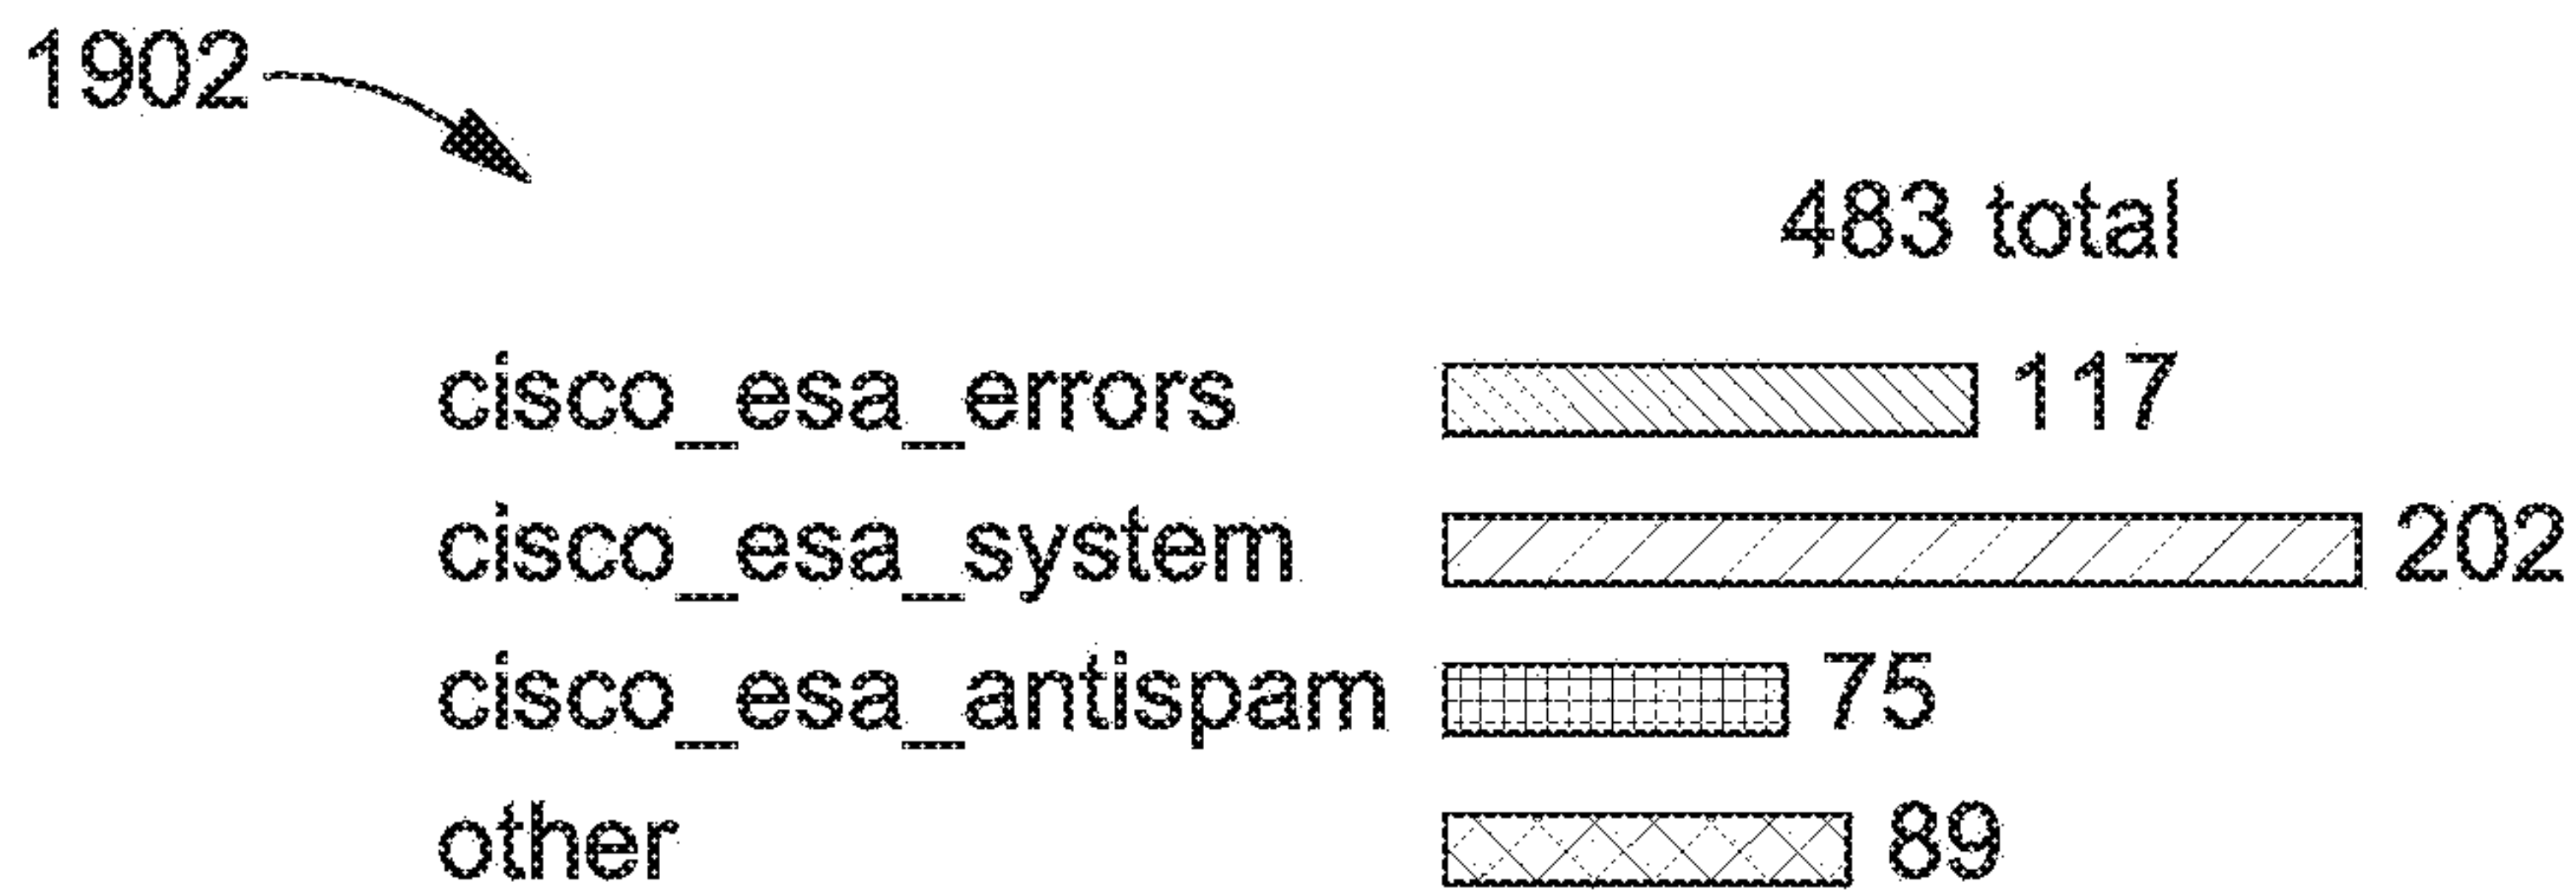 1902
483 total
cisco_esa_errors 117
cisco_esa_system 202
cisco_esa_antispam 75
other 89